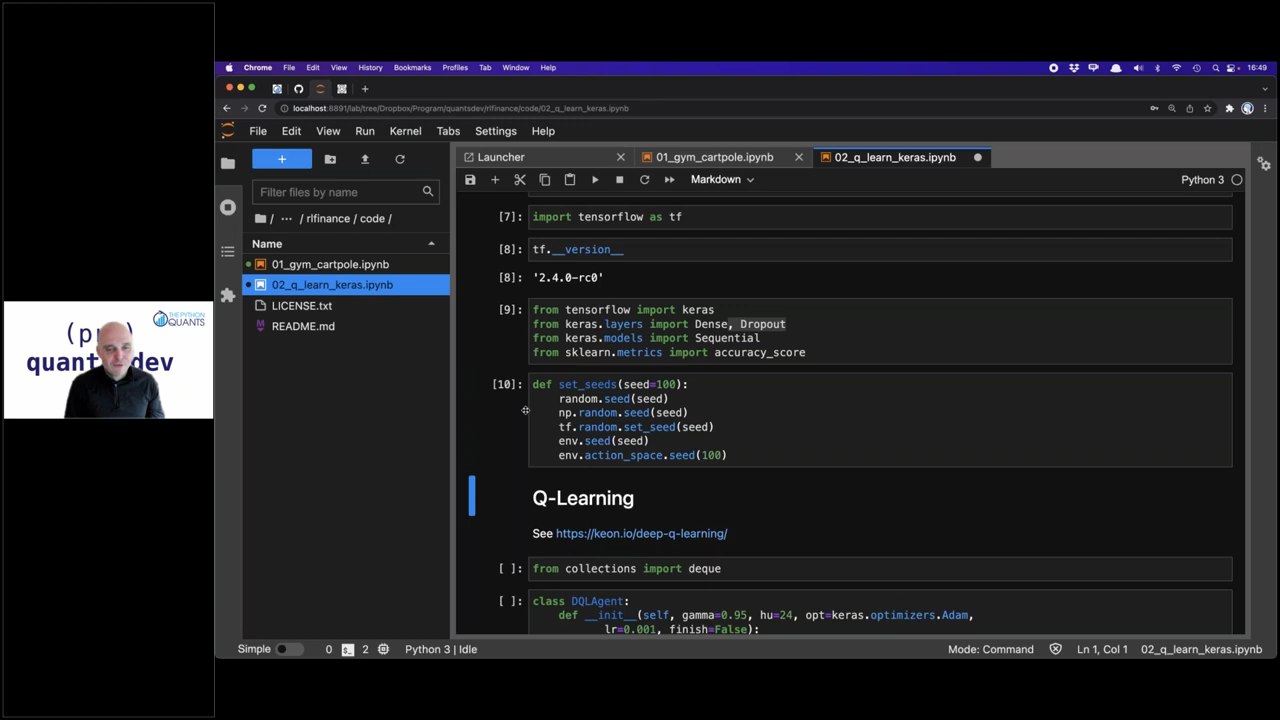 Chrome File Edit View History Bookmarks Profiles Tab Window Help
16:49
localhost:8891/lab/tree/Dropbox/Program/quantsdev/rlfinance/code/02_q_learn_keras.ipynb
File Edit View Run Kernel Tabs Settings Help
+
Launcher
01_gym_cartpole.ipynb
02_q_learn_keras.ipynb
Filter files by name
Markdown
Python 3
/ ··· / rlfinance / code /
Name
01_gym_cartpole.ipynb
02_q_learn_keras.ipynb
LICENSE.txt
README.md
[7]: import tensorflow as tf
[8]: tf.__version__
[8]: '2.4.0-rc0'
[9]: from tensorflow import keras
from keras.layers import Dense, Dropout
from keras.models import Sequential
from sklearn.metrics import accuracy_score
[10]: def set_seeds(seed=100):
random.seed(seed)
np.random.seed(seed)
tf.random.set_seed(seed)
env.seed(seed)
env.action_space.seed(100)
Q-Learning
See https://keon.io/deep-q-learning/
[ ]: from collections import deque
[ ]: class DQLAgent:
def __init__(self, gamma=0.95, hu=24, opt=keras.optimizers.Adam,
lr=0.001, finish=False):
THE PYTHON
QUANTS
quant dev
Simple 0 2 Python 3 | Idle
Mode: Command Ln 1, Col 1 02_q_learn_keras.ipynb